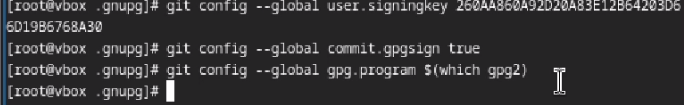 [root@vbox .gnupg]# git config --global user.signingkey 260AA860A92D20A83E12B64203D6
6D19B6768A30
[root@vbox .gnupg]# git config --global commit.gpgsign true
[root@vbox .gnupg]# git config --global gpg.program $(which gpg2)
[root@vbox .gnupg]#